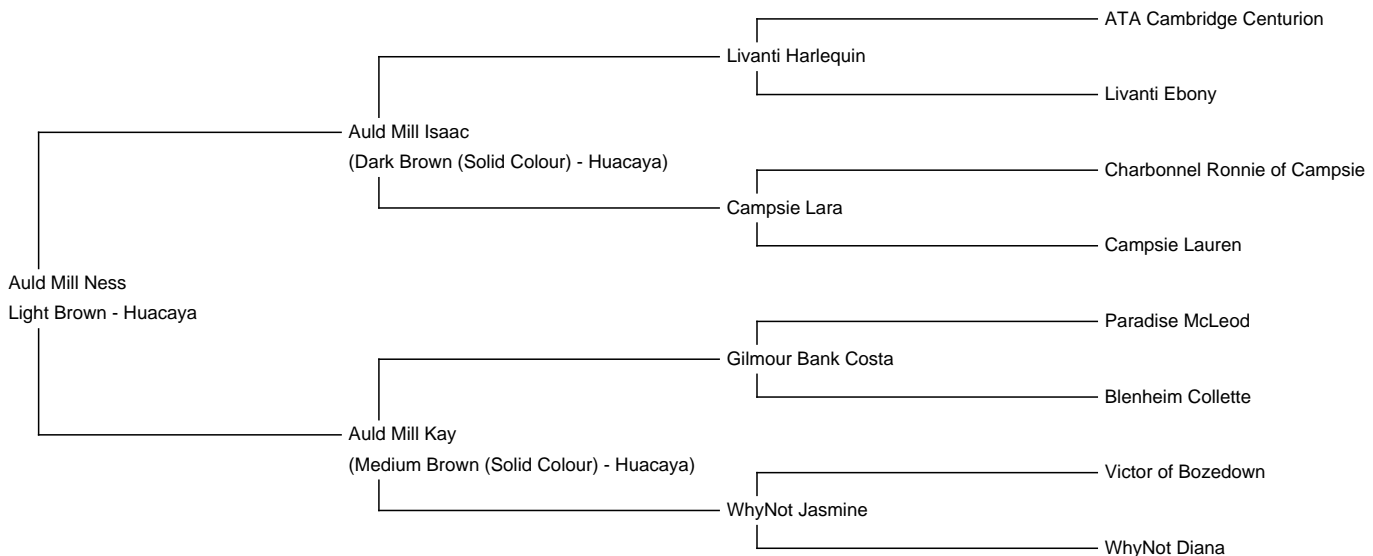 ATA Cambridge Centurion
Livanti Harlequin
Livanti Ebony
Auld Mill Isaac
(Dark Brown (Solid Colour) - Huacaya)
Charbonnel Ronnie of Campsie
Campsie Lara
Campsie Lauren
Auld Mill Ness
Light Brown - Huacaya
Paradise McLeod
Gilmour Bank Costa
Blenheim Collette
Auld Mill Kay
(Medium Brown (Solid Colour) - Huacaya)
Victor of Bozedown
WhyNot Jasmine
WhyNot Diana